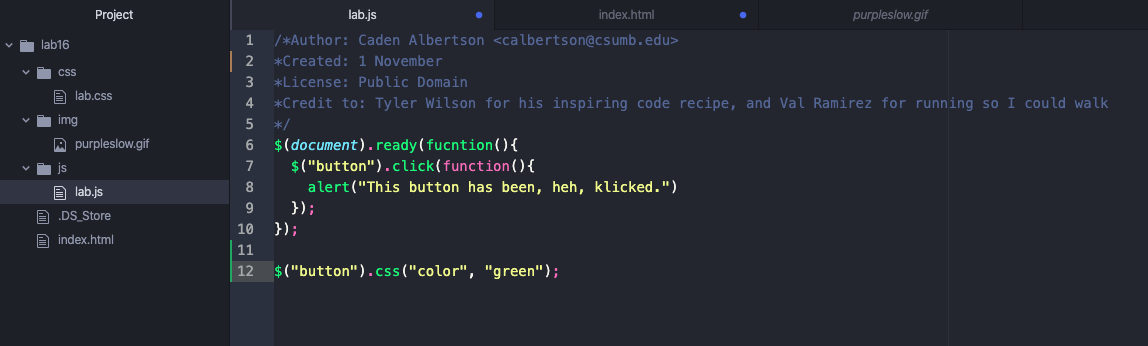 Project
lab16
css
lab.css
img
purpleslow.gif
js
lab.js
.DS_Store
index.html
lab.js index.html purpleslow.gif
1 /*Author: Caden Albertson <calbertson@csumb.edu>
2 *Created: 1 November
3 *License: Public Domain
4 *Credit to: Tyler Wilson for his inspiring code recipe, and Val Ramirez for running so I could walk
5 */
6 $(document).ready(fucntion(){
7 $("button").click(function(){
8 alert("This button has been, heh, klicked.")
9 });
10 });
11
12 $("button").css("color", "green");